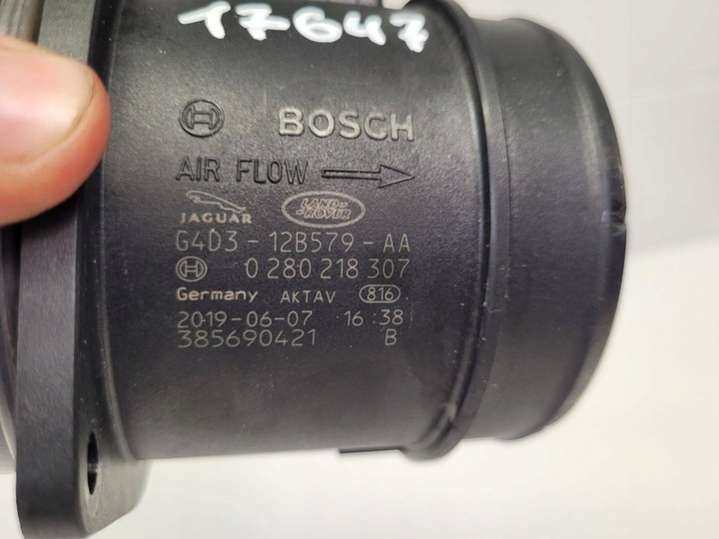 17647
BOSCH
AIR FLOW
JAGUAR LAND-ROVER
G4D3-12B579-AA
0 280 218 307
Germany AKTAV 816
2019-06-07 16:38
385690421 B